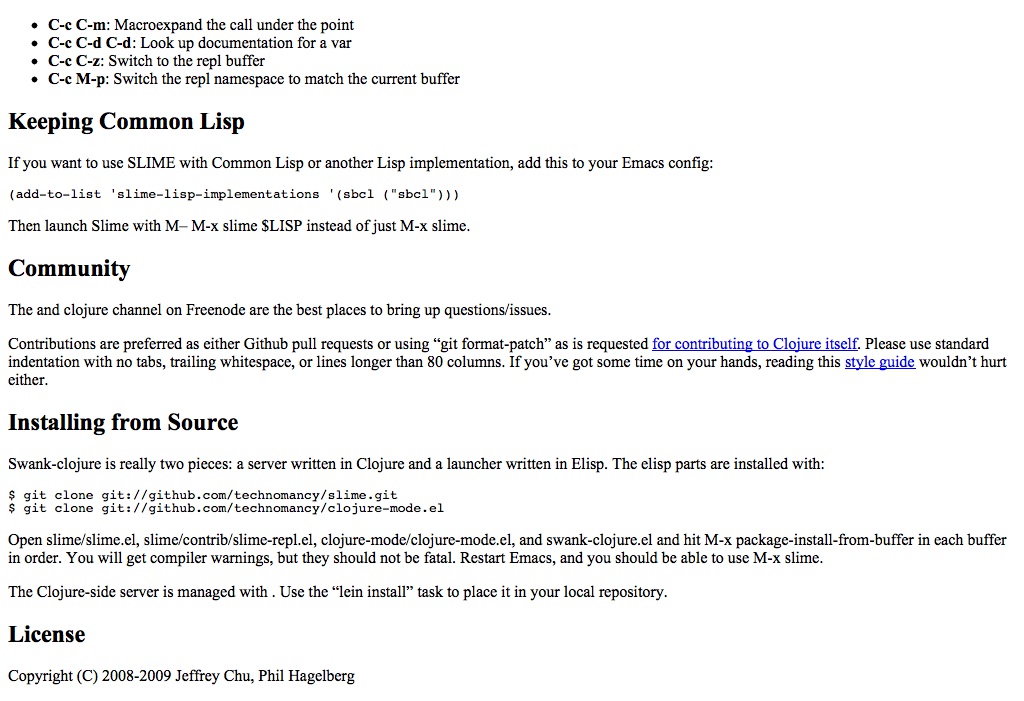 • C-c C-m: Macroexpand the call under the point
• C-c C-d C-d: Look up documentation for a var
• C-c C-z: Switch to the repl buffer
• C-c M-p: Switch the repl namespace to match the current buffer
Keeping Common Lisp
If you want to use SLIME with Common Lisp or another Lisp implementation, add this to your Emacs config:
(add-to-list 'slime-lisp-implementations '(sbcl ("sbcl")))
Then launch Slime with M– M-x slime $LISP instead of just M-x slime.
Community
The and clojure channel on Freenode are the best places to bring up questions/issues.
Contributions are preferred as either Github pull requests or using “git format-patch” as is requested for contributing to Clojure itself. Please use standard
indentation with no tabs, trailing whitespace, or lines longer than 80 columns. If you’ve got some time on your hands, reading this style guide wouldn’t hurt
either.
Installing from Source
Swank-clojure is really two pieces: a server written in Clojure and a launcher written in Elisp. The elisp parts are installed with:
$ git clone git://github.com/technomancy/slime.git
$ git clone git://github.com/technomancy/clojure-mode.el
Open slime/slime.el, slime/contrib/slime-repl.el, clojure-mode/clojure-mode.el, and swank-clojure.el and hit M-x package-install-from-buffer in each buffer
in order. You will get compiler warnings, but they should not be fatal. Restart Emacs, and you should be able to use M-x slime.
The Clojure-side server is managed with . Use the “lein install” task to place it in your local repository.
License
Copyright (C) 2008-2009 Jeffrey Chu, Phil Hagelberg